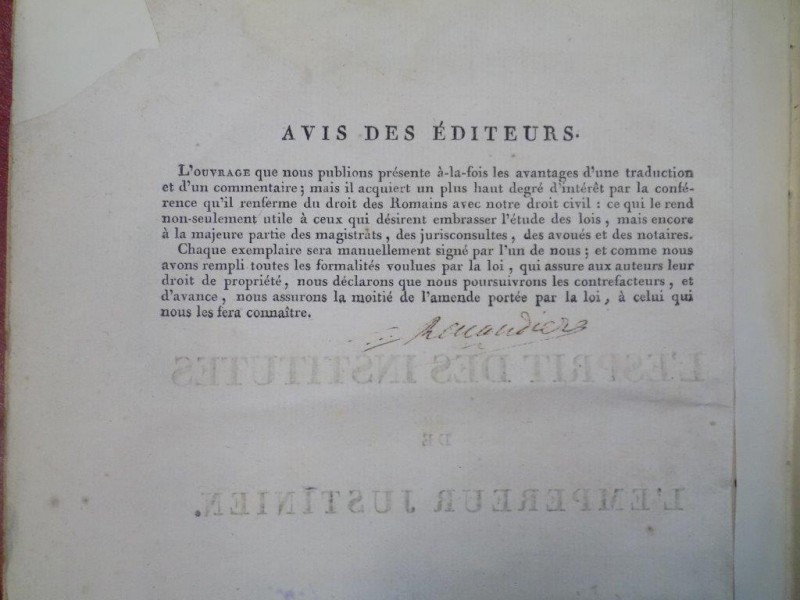 AVIS DES ÉDITEURS.
L'OUVRAGE que nous publions présente à-la-fois les avantages d'une traduction
et d'un commentaire ; mais il acquiert un plus haut degré d'intérêt par la confé-
rence qu'il renferme du droit des Romains avec notre droit civil : ce qui le rend
non-seulement utile à ceux qui désirent embrasser l'étude des lois , mais encore
à la majeure partie des magistrats , des jurisconsultes , des avoués et des notaires.
Chaque exemplaire sera manuellement signé par l'un de nous ; et comme nous
avons rempli toutes les formalités voulues par la loi , qui assure aux auteurs leur
droit de propriété , nous déclarons que nous poursuivrons les contrefacteurs , et
d'avance , nous assurons la moitié de l'amende portée par la loi , à celui qui
nous les fera connaître.
L'ESPRIT DES INSTITUTES
DE
L'EMPEREUR JUSTINIEN.